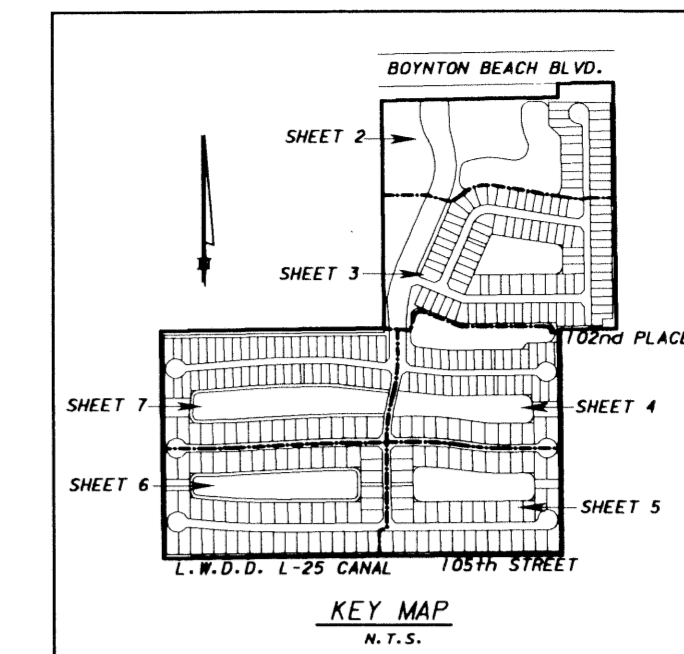 BOYNTON BEACH BLVD.
SHEET 2
SHEET 3
102nd PLACE
SHEET 7
SHEET 4
SHEET 6
SHEET 5
L.W.D.D. L-25 CANAL
105th STREET
KEY MAP
N.T.S.